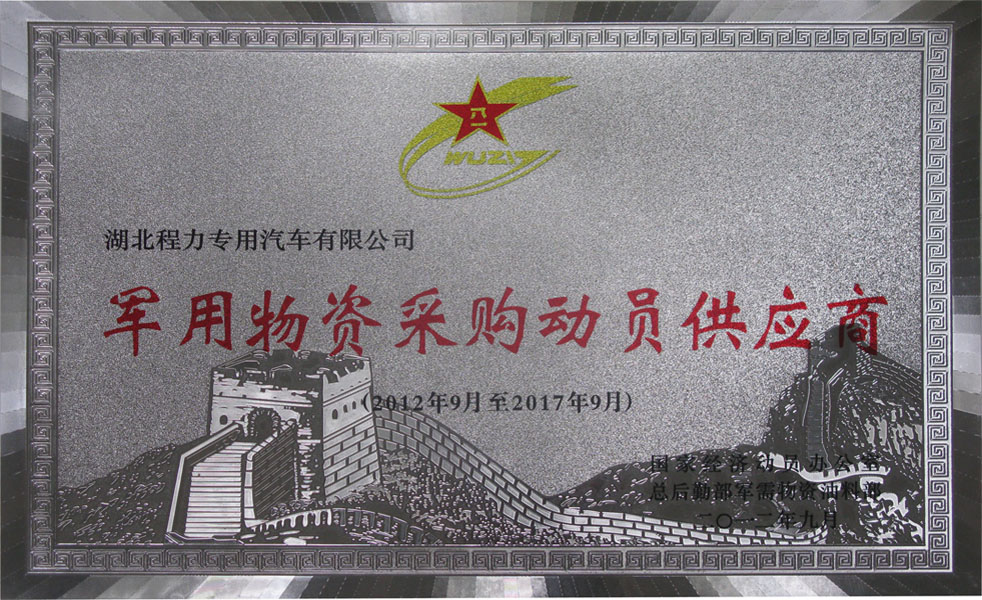 八一
WUZI
湖北程力专用汽车有限公司
军用物资采购动员供应商
(2012年9月至2017年9月)
国家经济动员办公室
总后勤部军需物资油料部
二〇一二年九月